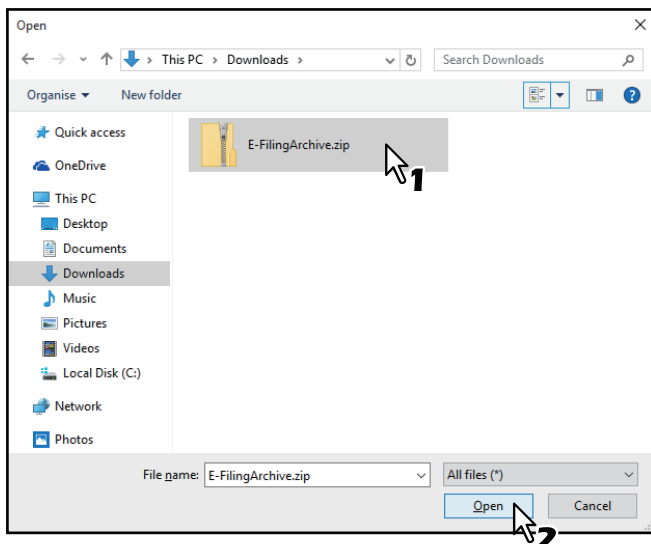 Open
This PC > Downloads >
Search Downloads
Organise
New folder
Quick access
OneDrive
This PC
Desktop
Documents
Downloads
Music
Pictures
Videos
Local Disk (C:)
Network
Photos
E-FilingArchive.zip
1
File name: E-FilingArchive.zip
All files (*)
Open
Cancel
2